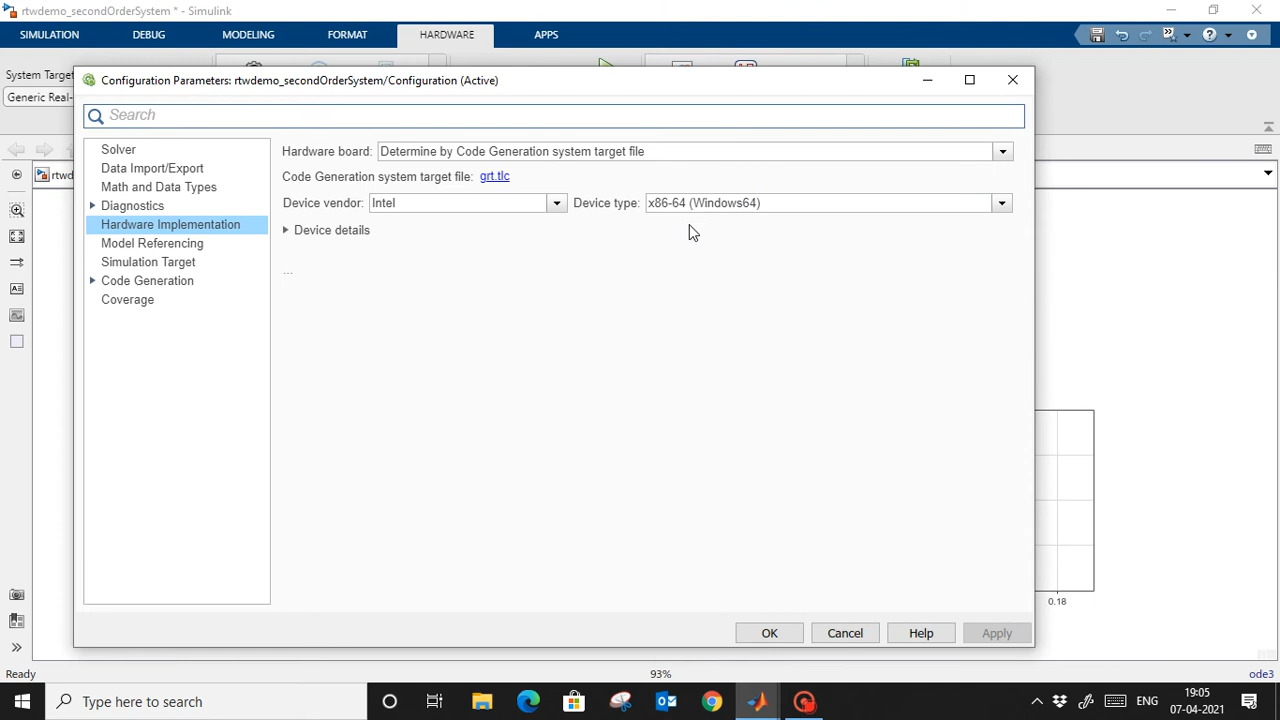 rtwdemo_secondOrderSystem * - Simulink
SIMULATION DEBUG MODELING FORMAT HARDWARE APPS
System Target
Generic Real-
Configuration Parameters: rtwdemo_secondOrderSystem/Configuration (Active)
Search
Solver
Data Import/Export
Math and Data Types
Diagnostics
Hardware Implementation
Model Referencing
Simulation Target
Code Generation
Coverage
Hardware board: Determine by Code Generation system target file
Code Generation system target file: grt.tlc
Device vendor: Intel Device type: x86-64 (Windows64)
Device details
...
rtwd
0.18
OK Cancel Help Apply
Ready 93% ode3
Type here to search
ENG
19:05
07-04-2021